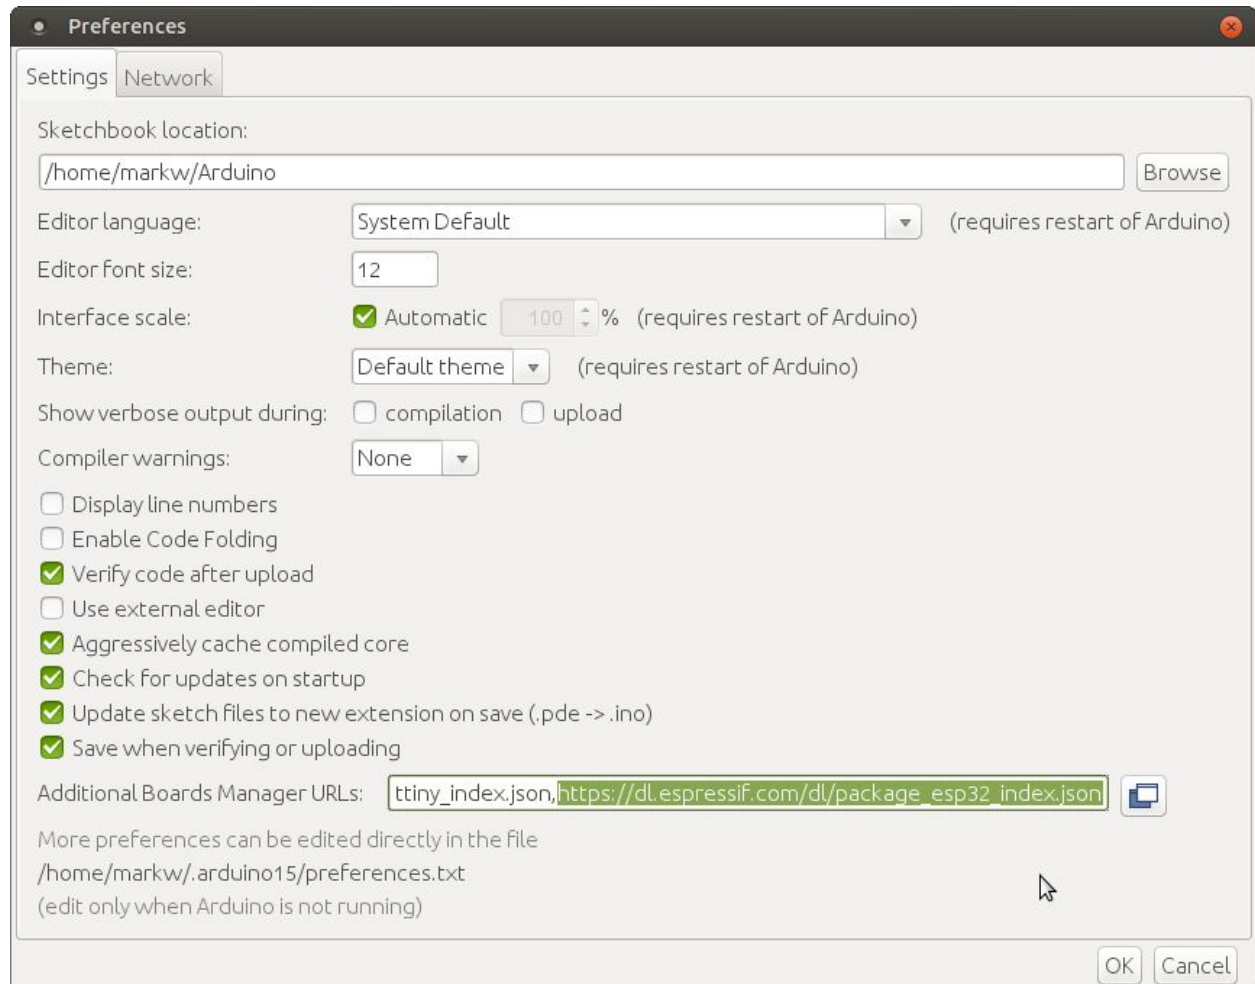 Preferences
Settings Network
Sketchbook location:
/home/markw/Arduino Browse
Editor language: System Default (requires restart of Arduino)
Editor font size: 12
Interface scale: Automatic 100 % (requires restart of Arduino)
Theme: Default theme (requires restart of Arduino)
Show verbose output during: compilation upload
Compiler warnings: None
Display line numbers
Enable Code Folding
Verify code after upload
Use external editor
Aggressively cache compiled core
Check for updates on startup
Update sketch files to new extension on save (.pde -> .ino)
Save when verifying or uploading
Additional Boards Manager URLs: ttiny_index.json,https://dl.espressif.com/dl/package_esp32_index.json
More preferences can be edited directly in the file
/home/markw/.arduino15/preferences.txt
(edit only when Arduino is not running)
OK Cancel